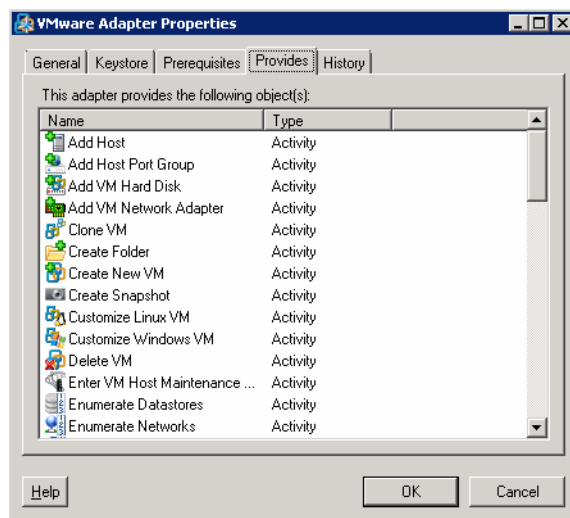 VMware Adapter Properties
General Keystore Prerequisites Provides History
This adapter provides the following object(s):
Name Type
Add Host Activity
Add Host Port Group Activity
Add VM Hard Disk Activity
Add VM Network Adapter Activity
Clone VM Activity
Create Folder Activity
Create New VM Activity
Create Snapshot Activity
Customize Linux VM Activity
Customize Windows VM Activity
Delete VM Activity
Enter VM Host Maintenance ... Activity
Enumerate Datastores Activity
Enumerate Networks Activity
Help OK Cancel